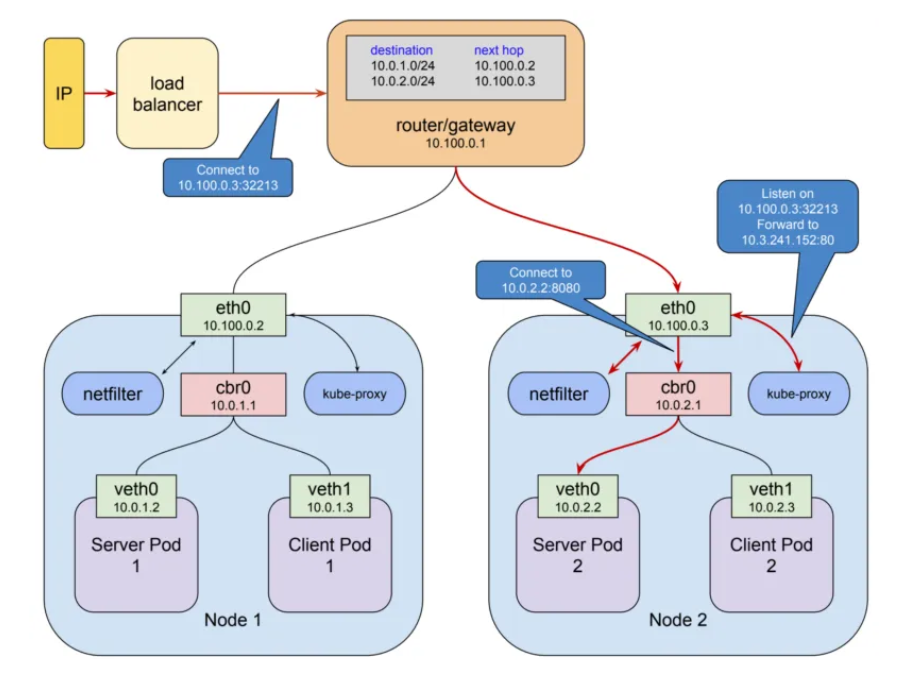 IP
load
balancer
destination next hop
10.0.1.0/24 10.100.0.2
10.0.2.0/24 10.100.0.3
router/gateway
10.100.0.1
Connect to
10.100.0.3:32213
Listen on
10.100.0.3:32213
Forward to
10.3.241.152:80
Connect to
10.0.2.2:8080
eth0
10.100.0.2
netfilter
cbr0
10.0.1.1
kube-proxy
veth0
10.0.1.2
veth1
10.0.1.3
Server Pod
1
Client Pod
1
Node 1
eth0
10.100.0.3
netfilter
cbr0
10.0.2.1
kube-proxy
veth0
10.0.2.2
veth1
10.0.2.3
Server Pod
2
Client Pod
2
Node 2